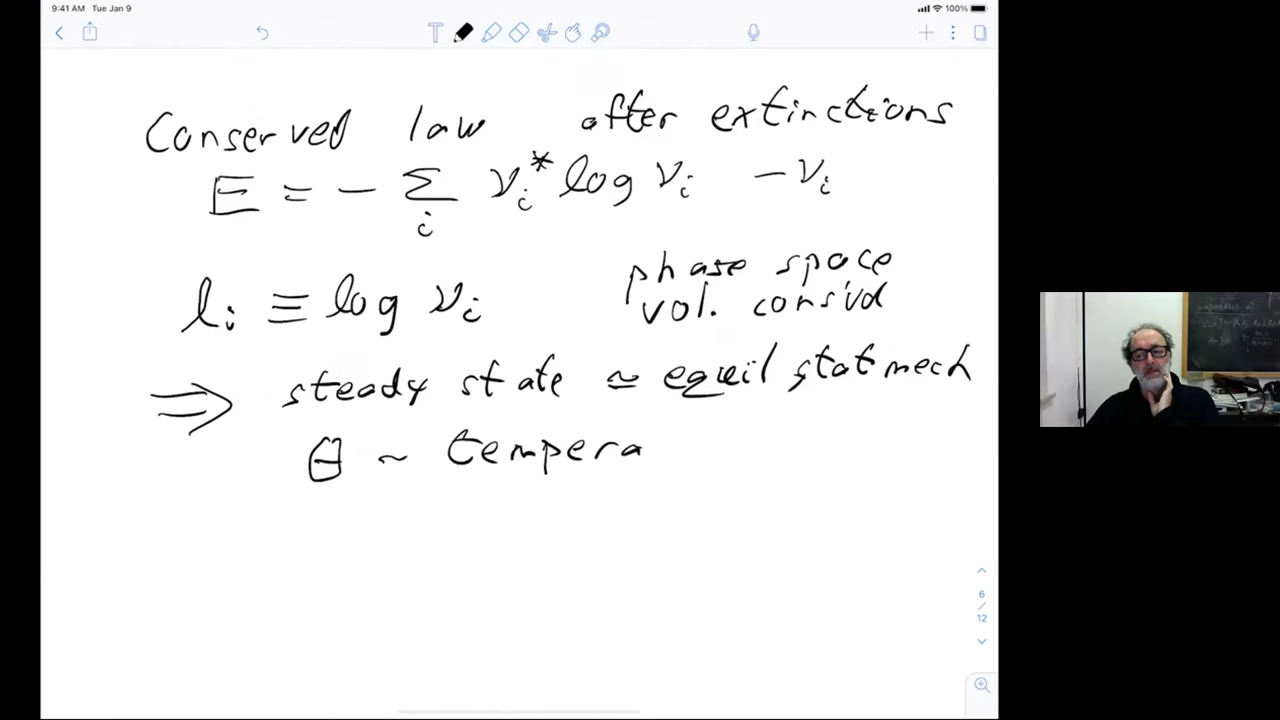 9:41 AM Tue Jan 9 100%
Conserved law after extinctions
E = - Σ_i ν_i* log ν_i - ν_i
l_i ≡ log ν_i
phase space
vol. consv'd
⇒ steady state ≃ equil stat mech
Θ ~ tempera
6
/
12